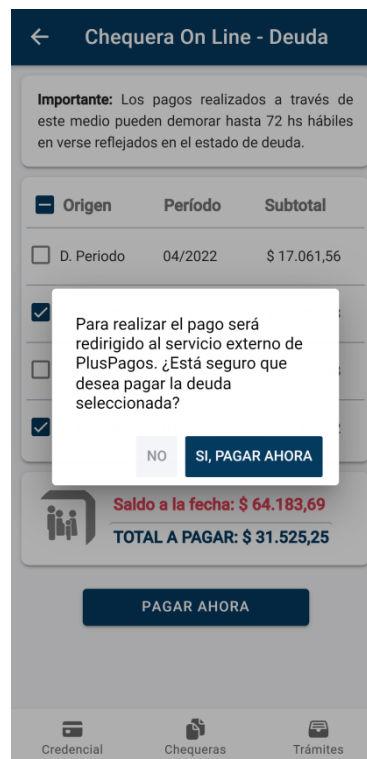 Chequera On Line - Deuda
Importante: Los pagos realizados a través de
este medio pueden demorar hasta 72 hs hábiles
en verse reflejados en el estado de deuda.
Origen Período Subtotal
D. Periodo 04/2022 $ 17.061,56
Para realizar el pago será
redirigido al servicio externo de
PlusPagos. ¿Está seguro que
desea pagar la deuda
seleccionada?
NO SI, PAGAR AHORA
Saldo a la fecha: $ 64.183,69
TOTAL A PAGAR: $ 31.525,25
PAGAR AHORA
Credencial Chequeras Trámites